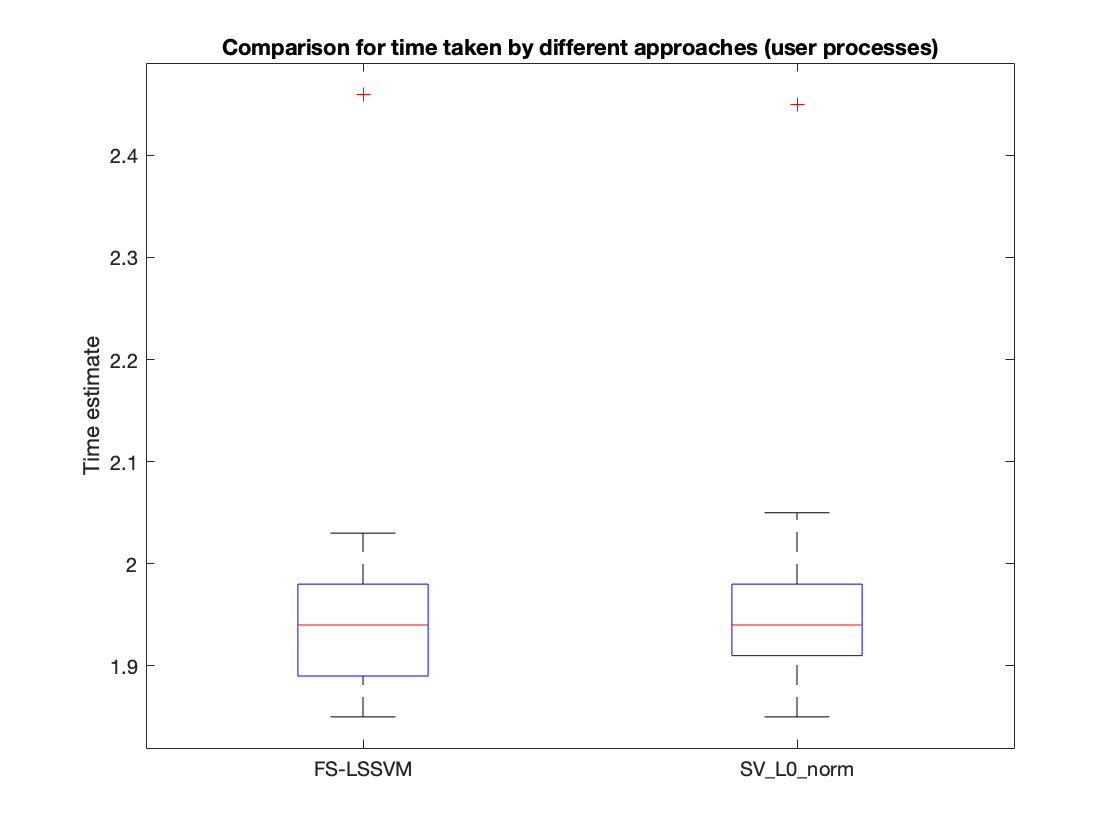 Comparison for time taken by different approaches (user processes)
2.4
2.3
2.2
2.1
2
1.9
Time estimate
FS-LSSVM
SV_L0_norm